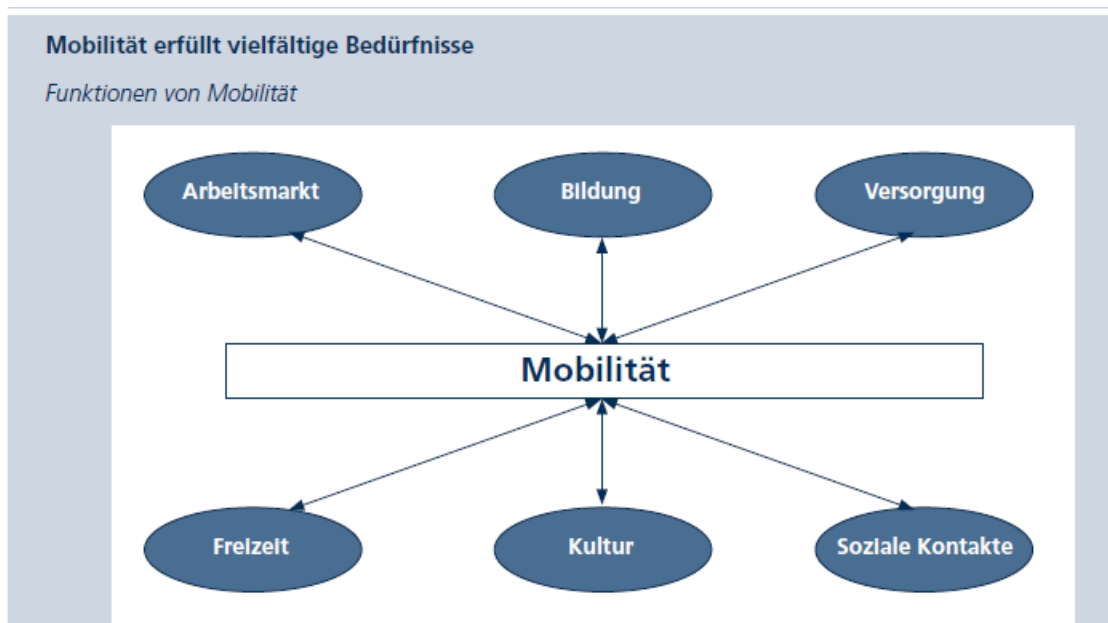 Mobilität erfüllt vielfältige Bedürfnisse
Funktionen von Mobilität
Arbeitsmarkt
Bildung
Versorgung
Mobilität
Freizeit
Kultur
Soziale Kontakte